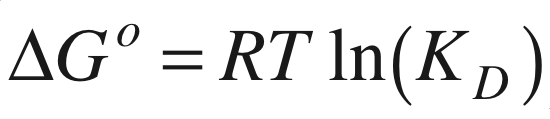 ΔG° = RT ln(K_D)